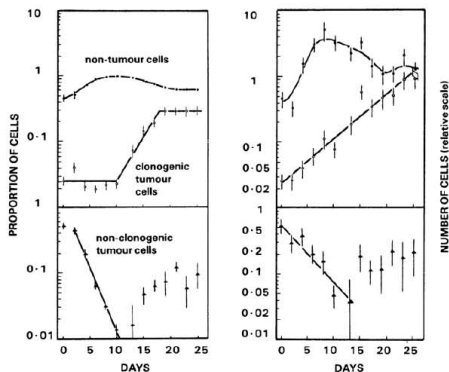 PROPORTION OF CELLS
10
1
0·1
1
0·1
0·01
non-tumour cells
clonogenic
tumour
cells
non-clonogenic
tumour cells
0 5 10 15 20 25
DAYS
10
5
1
0·5
0·1
0·05
0·02
1
0·5
0·2
0·1
0·05
0·02
0·01
0 5 10 15 20 25
DAYS
NUMBER OF CELLS (relative scale)